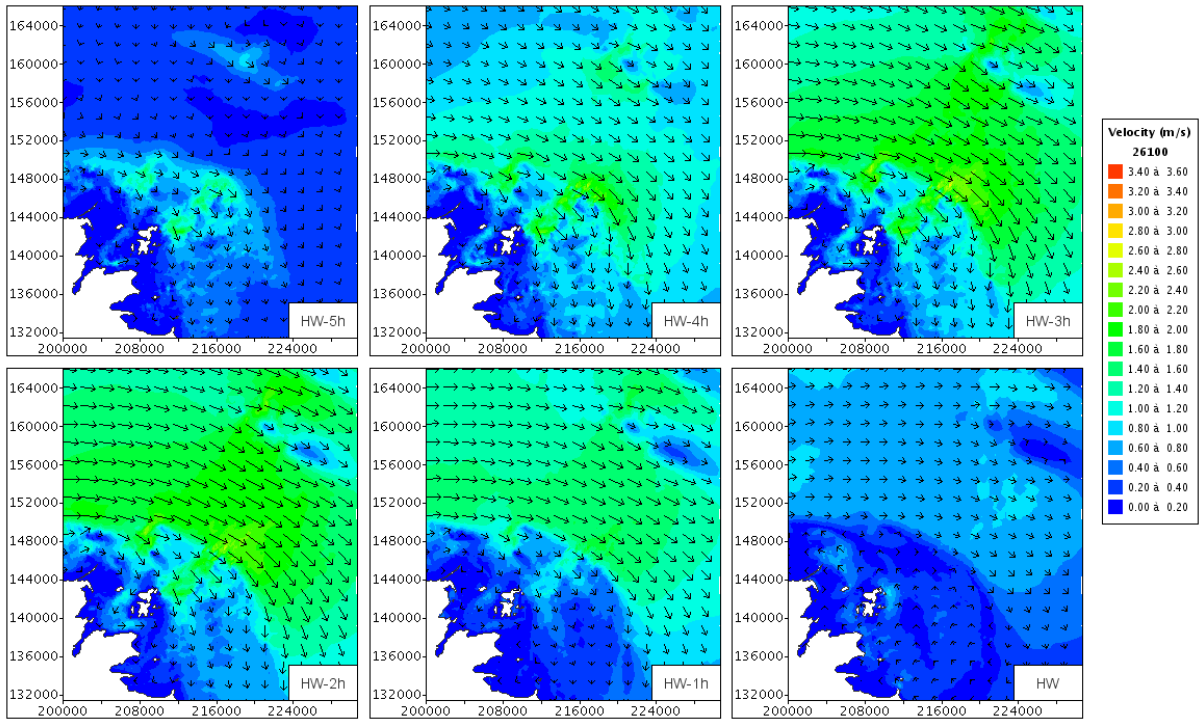 164000
160000
156000
152000
148000
144000
140000
136000
132000
200000 208000 216000 224000
HW-5h
164000
160000
156000
152000
148000
144000
140000
136000
132000
200000 208000 216000 224000
HW-4h
164000
160000
156000
152000
148000
144000
140000
136000
132000
200000 208000 216000 224000
HW-3h
164000
160000
156000
152000
148000
144000
140000
136000
132000
200000 208000 216000 224000
HW-2h
164000
160000
156000
152000
148000
144000
140000
136000
132000
200000 208000 216000 224000
HW-1h
164000
160000
156000
152000
148000
144000
140000
136000
132000
200000 208000 216000 224000
HW
Velocity (m/s)
26100
3.40 à 3.60
3.20 à 3.40
3.00 à 3.20
2.80 à 3.00
2.60 à 2.80
2.40 à 2.60
2.20 à 2.40
2.00 à 2.20
1.80 à 2.00
1.60 à 1.80
1.40 à 1.60
1.20 à 1.40
1.00 à 1.20
0.80 à 1.00
0.60 à 0.80
0.40 à 0.60
0.20 à 0.40
0.00 à 0.20